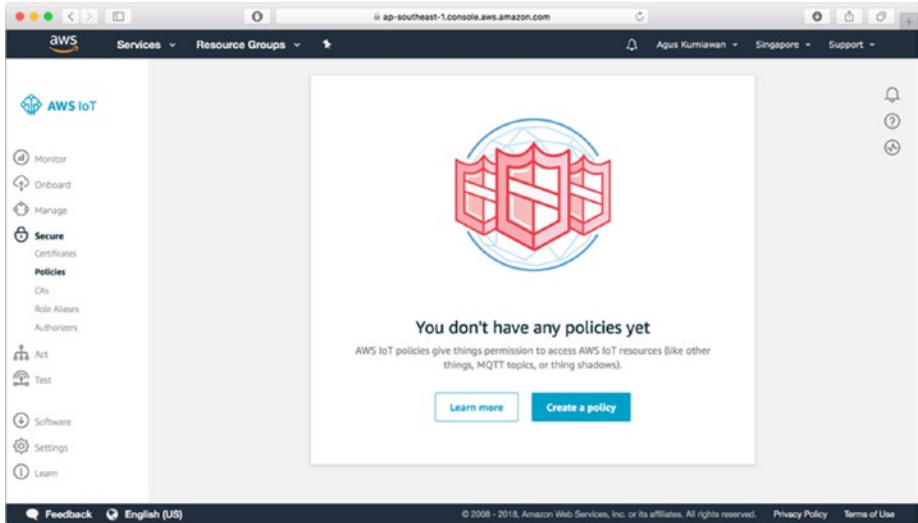 ap-southeast-1.console.aws.amazon.com
aws
Services
Resource Groups
Agus Kurniawan
Singapore
Support
AWS IoT
Monitor
Onboard
Manage
Secure
Certificates
Policies
CAs
Role Aliases
Authorizers
Act
Test
Software
Settings
Learn
You don't have any policies yet
AWS IoT policies give things permission to access AWS IoT resources (like other
things, MQTT topics, or thing shadows).
Learn more
Create a policy
Feedback
English (US)
© 2008 - 2018, Amazon Web Services, Inc. or its affiliates. All rights reserved.
Privacy Policy
Terms of Use